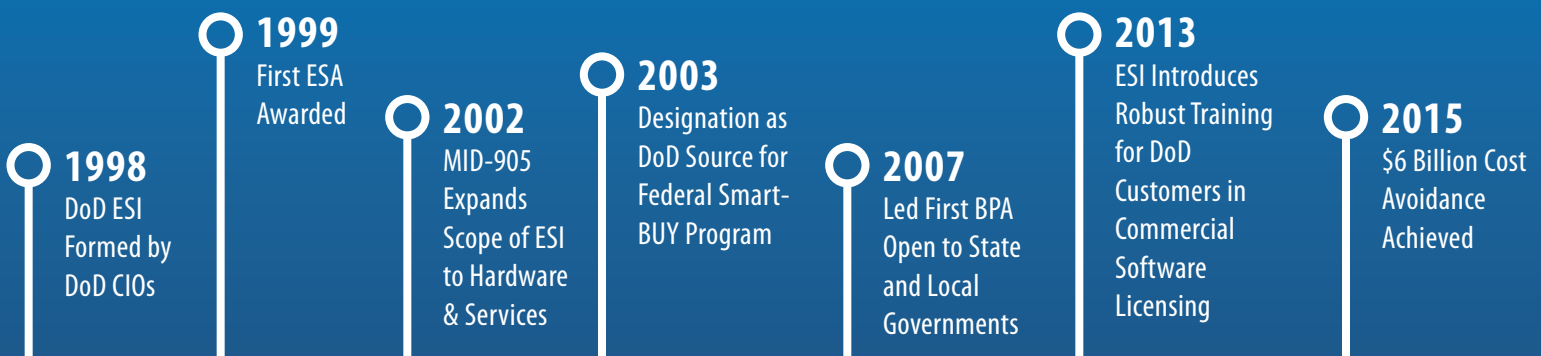 1998
DoD ESI
Formed by
DoD CIOs
1999
First ESA
Awarded
2002
MID-905
Expands
Scope of ESI
to Hardware
& Services
2003
Designation as
DoD Source for
Federal Smart-
BUY Program
2007
Led First BPA
Open to State
and Local
Governments
2013
ESI Introduces
Robust Training
for DoD
Customers in
Commercial
Software
Licensing
2015
$6 Billion Cost
Avoidance
Achieved